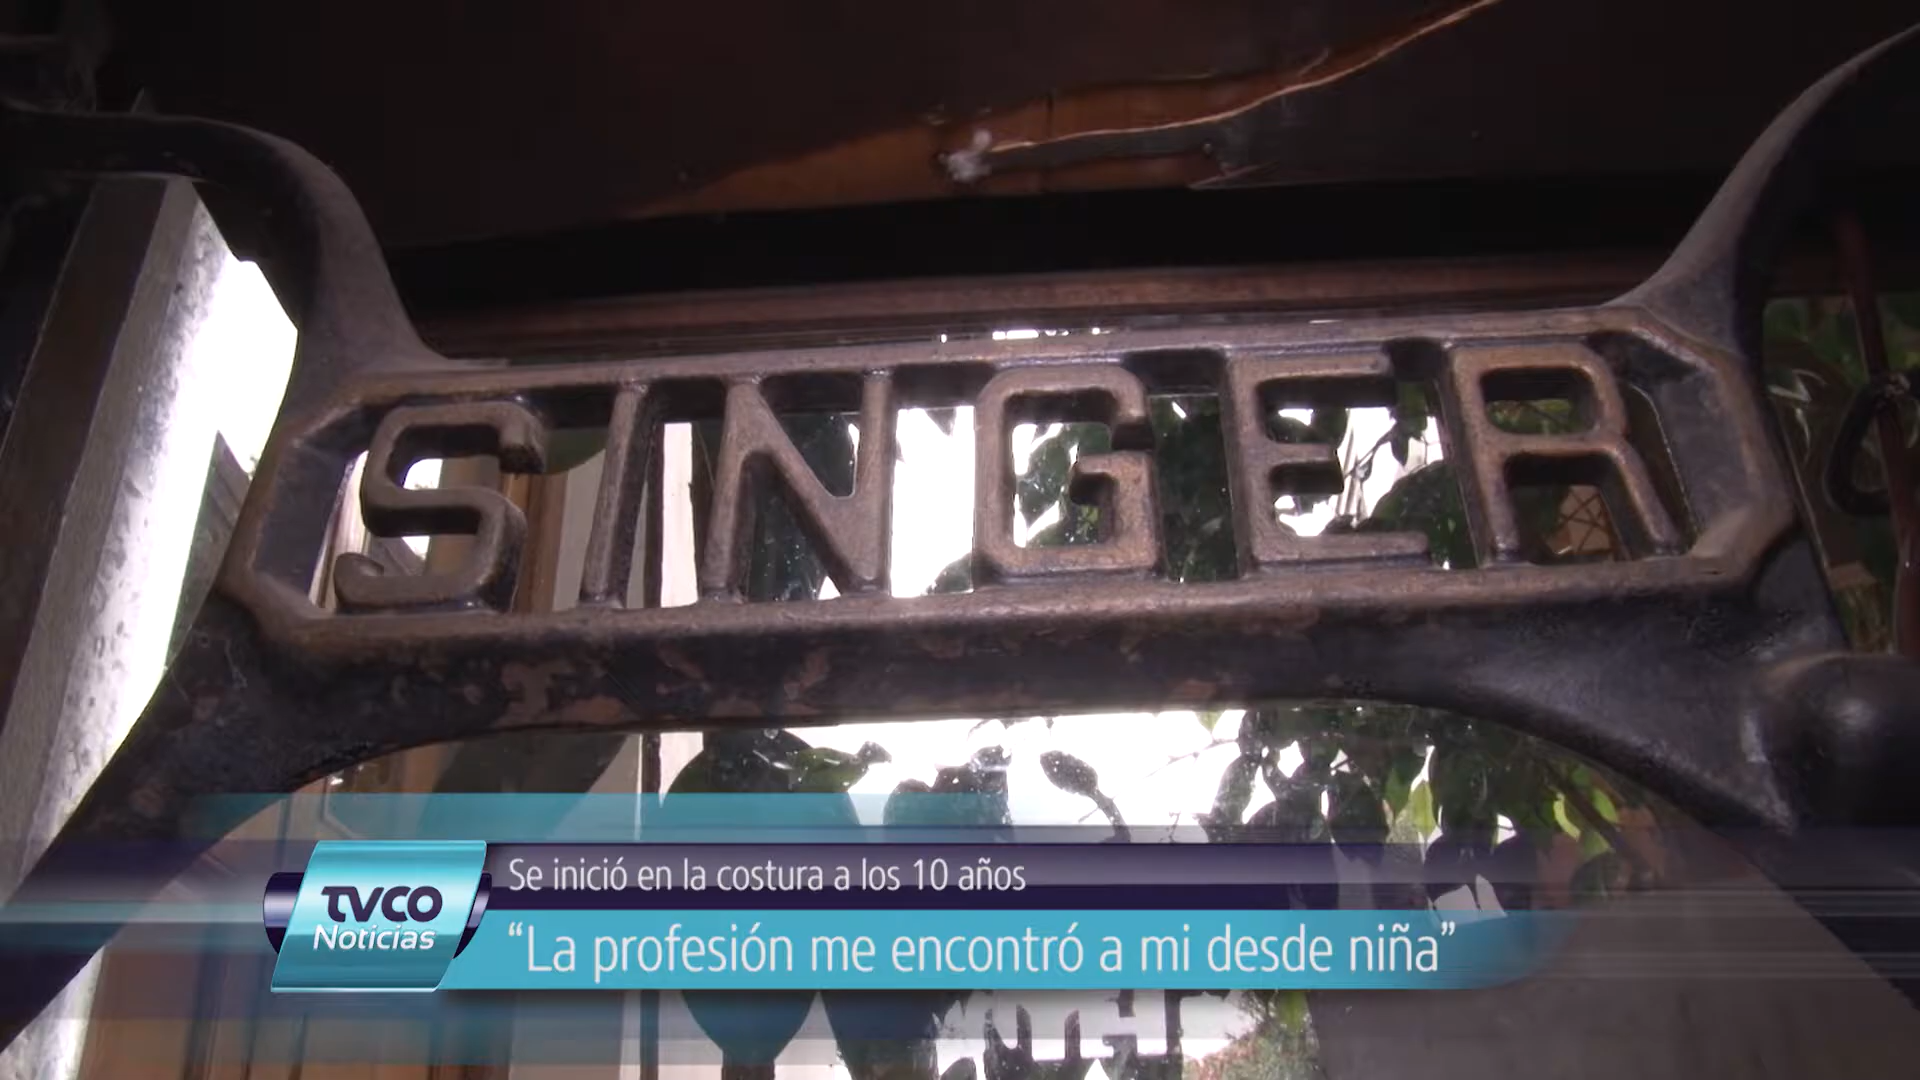 SINGER
Se inició en la costura a los 10 años
TVCO
Noticias
“La profesión me encontró a mi desde niña”